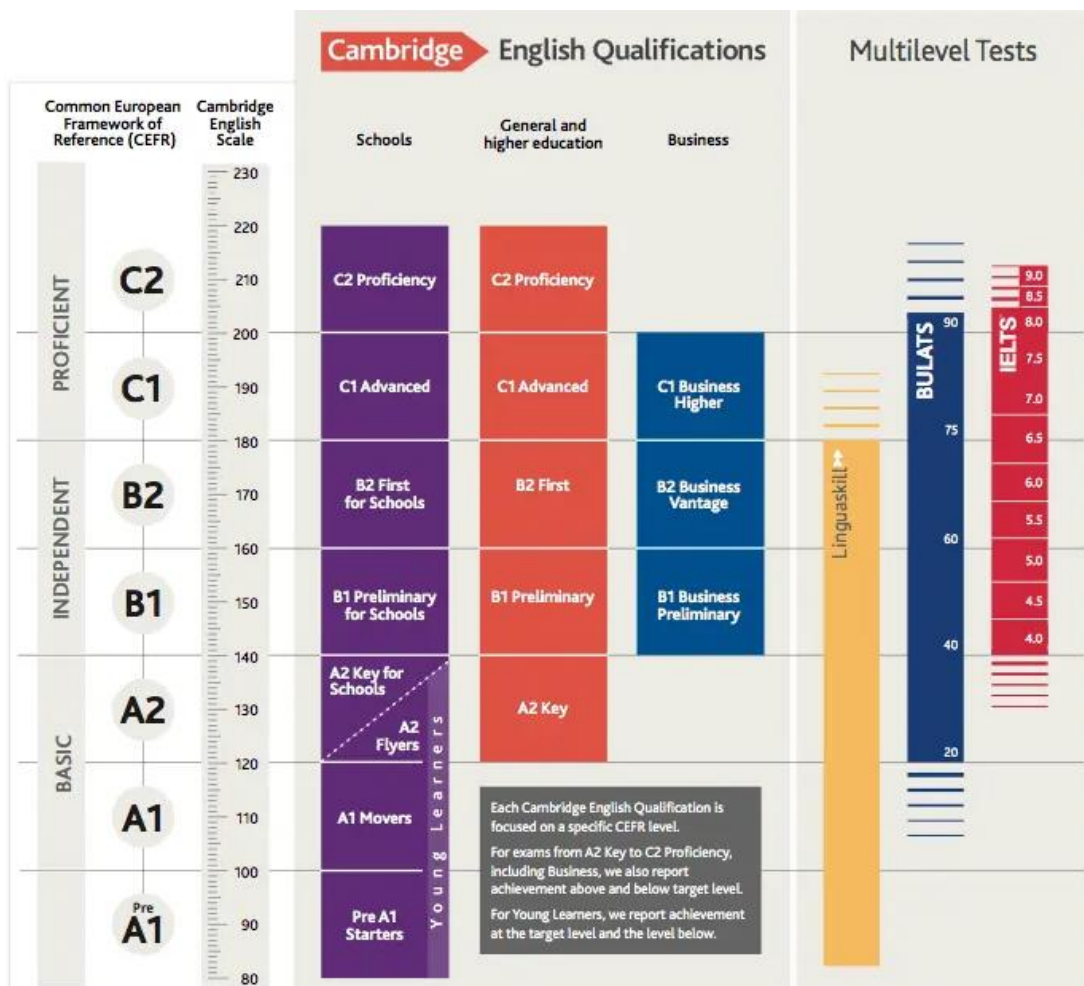 Cambridge English Qualifications
Multilevel Tests
Common European
Framework of
Reference (CEFR)
Cambridge
English
Scale
Schools
General and
higher education
Business
PROFICIENT
INDEPENDENT
BASIC
C2
C1
B2
B1
A2
A1
Pre
A1
230
220
210
200
190
180
170
160
150
140
130
120
110
100
90
80
C2 Proficiency
C1 Advanced
B2 First
for Schools
B1 Preliminary
for Schools
A2 Key for
Schools
A2
Flyers
A1 Movers
Pre A1
Starters
Young Learners
C2 Proficiency
C1 Advanced
B2 First
B1 Preliminary
A2 Key
C1 Business
Higher
B2 Business
Vantage
B1 Business
Preliminary
Each Cambridge English Qualification is
focused on a specific CEFR level.
For exams from A2 Key to C2 Proficiency,
including Business, we also report
achievement above and below target level.
For Young Learners, we report achievement
at the target level and the level below.
Linguaskill
BULATS
90
75
60
40
20
IELTS
9.0
8.5
8.0
7.5
7.0
6.5
6.0
5.5
5.0
4.5
4.0